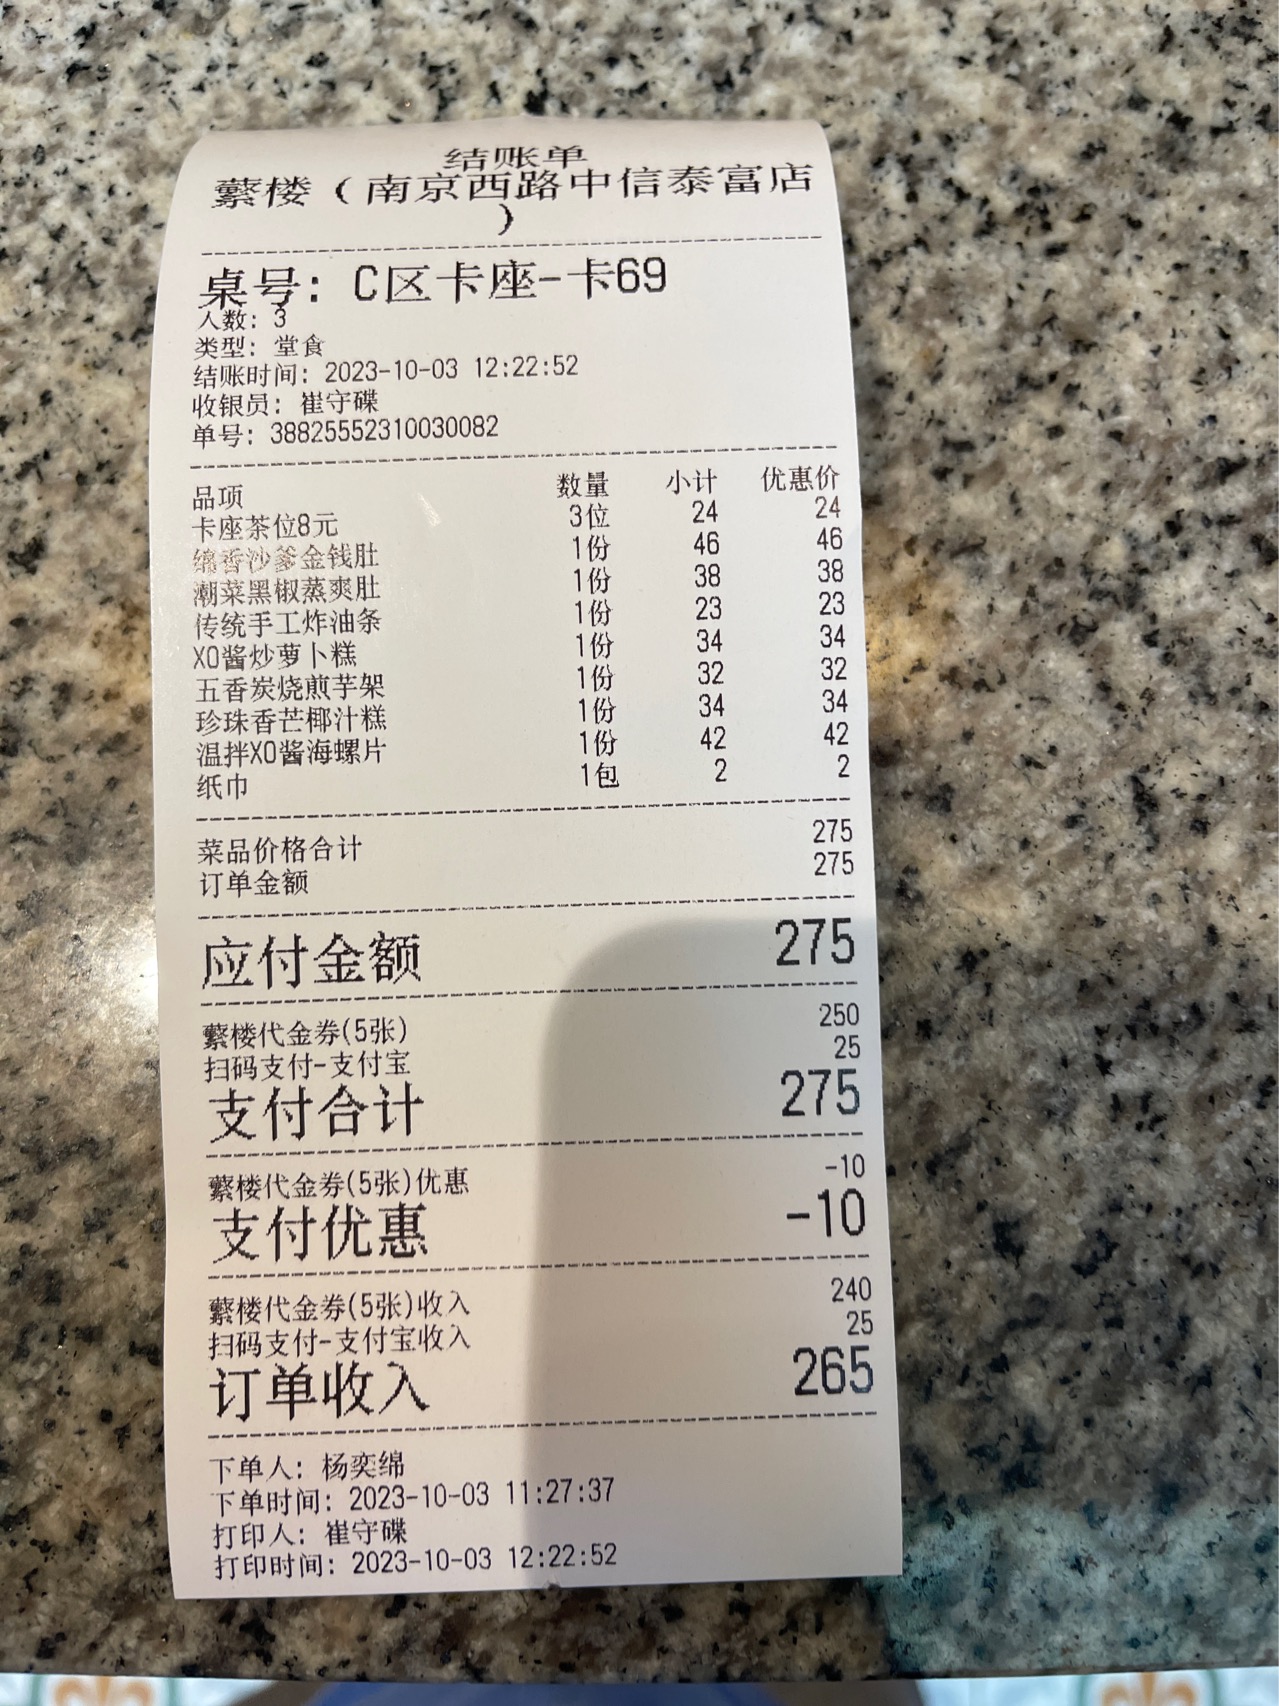 结账单
蘩楼（南京西路中信泰富店
）
桌号: C区卡座-卡69
人数: 3
类型: 堂食
结账时间: 2023-10-03 12:22:52
收银员: 崔守碟
单号: 38825552310030082
品项 数量 小计 优惠价
卡座茶位8元 3位 24 24
绵香沙爹金钱肚 1份 46 46
潮菜黑椒蒸爽肚 1份 38 38
传统手工炸油条 1份 23 23
XO酱炒萝卜糕 1份 34 34
五香炭烧煎芋架 1份 32 32
珍珠香芒椰汁糕 1份 34 34
温拌XO酱海螺片 1份 42 42
纸巾 1包 2 2
菜品价格合计 275
订单金额 275
应付金额 275
蘩楼代金券(5张) 250
扫码支付-支付宝 25
支付合计 275
蘩楼代金券(5张)优惠 -10
支付优惠 -10
蘩楼代金券(5张)收入 240
扫码支付-支付宝收入 25
订单收入 265
下单人: 杨奕绵
下单时间: 2023-10-03 11:27:37
打印人: 崔守碟
打印时间: 2023-10-03 12:22:52